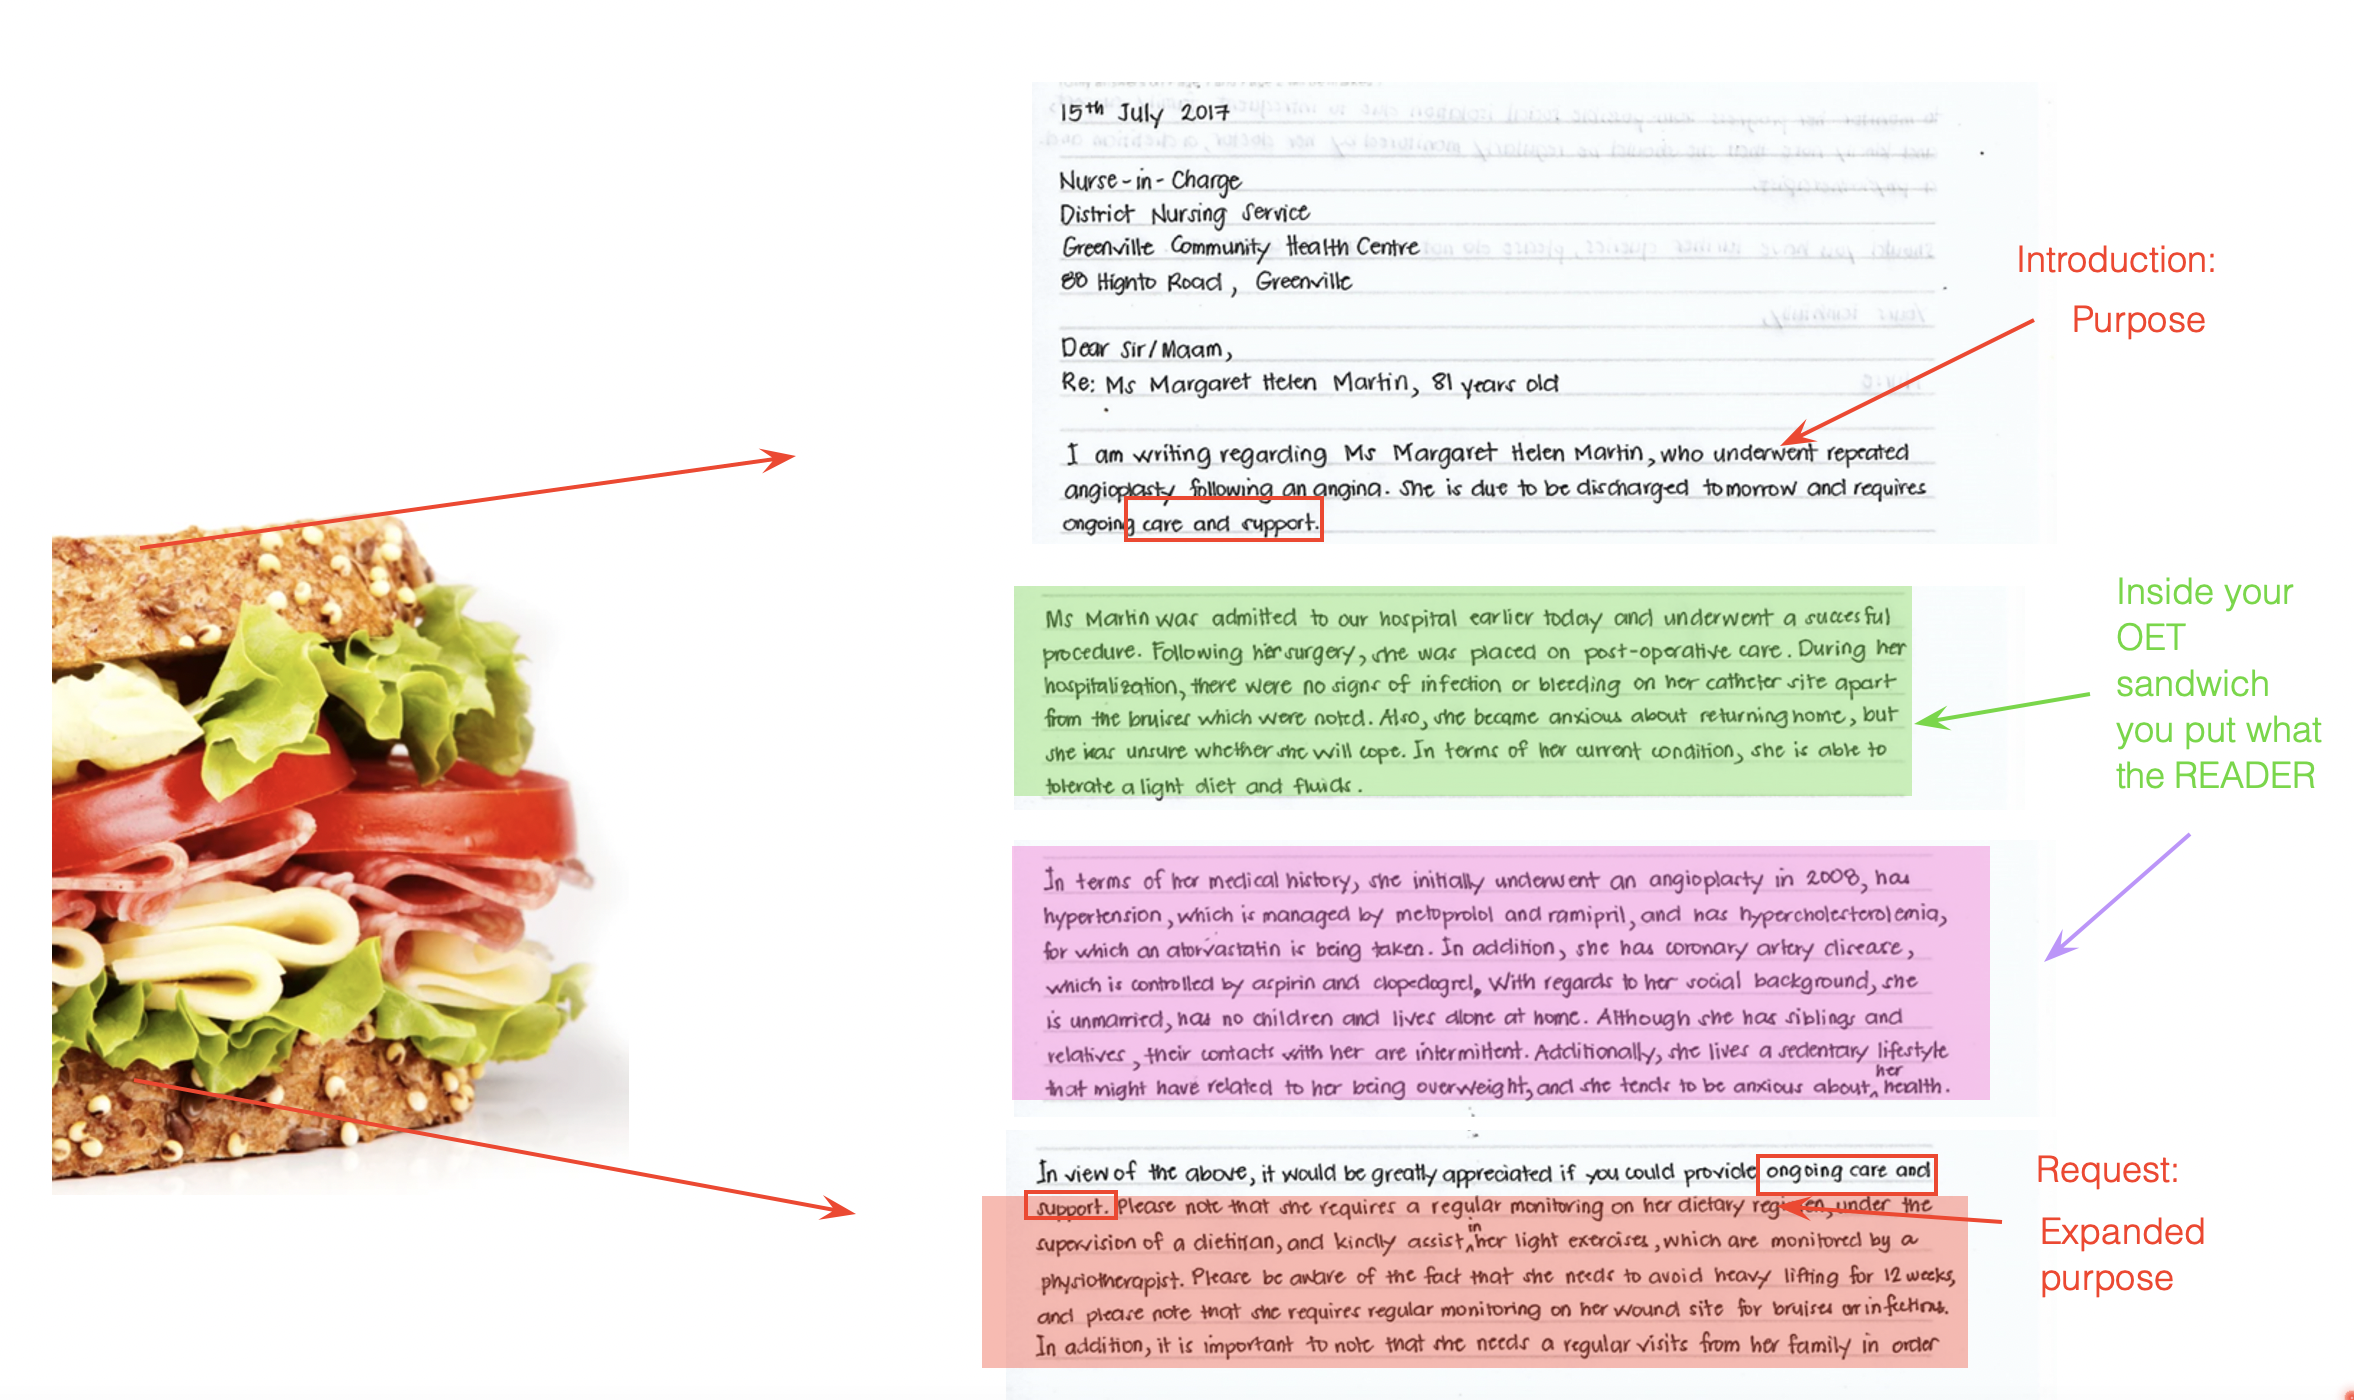 15th July 2017
Nurse-in-Charge
District Nursing Service
Greenville Community Health Centre
88 Highto Road, Greenville
Dear Sir/Maam,
Re: Ms Margaret Helen Martin, 81 years old
I am writing regarding Ms Margaret Helen Martin, who underwent repeated
angioplasty following an angina. She is due to be discharged tomorrow and requires
ongoing care and support.
Introduction:
Purpose
Ms Martin was admitted to our hospital earlier today and underwent a succesful
procedure. Following her surgery, she was placed on post-operative care. During her
hospitalization, there were no signs of infection or bleeding on her catheter site apart
from the bruises which were noted. Also, she became anxious about returning home, but
she was unsure whether she will cope. In terms of her current condition, she is able to
tolerate a light diet and fluids.
Inside your
OET
sandwich
you put what
the READER
In terms of her medical history, she initially underwent an angioplasty in 2008, has
hypertension, which is managed by metoprolol and ramipril, and has hypercholesterolemia,
for which an atorvastatin is being taken. In addition, she has coronary artery disease,
which is controlled by aspirin and clopedogrel. With regards to her social background, she
is unmarried, has no children and lives alone at home. Although she has siblings and
relatives, their contacts with her are intermittent. Additionally, she lives a sedentary lifestyle
that might have related to her being overweight, and she tends to be anxious about her health.
In view of the above, it would be greatly appreciated if you could provide ongoing care and
support. Please note that she requires a regular monitoring on her dietary regimen, under the
supervision of a dietitian, and kindly assist in her light exercises, which are monitored by a
physiotherapist. Please be aware of the fact that she needs to avoid heavy lifting for 12 weeks,
and please note that she requires regular monitoring on her wound site for bruises or infections.
In addition, it is important to note that she needs a regular visits from her family in order
Request:
Expanded
purpose